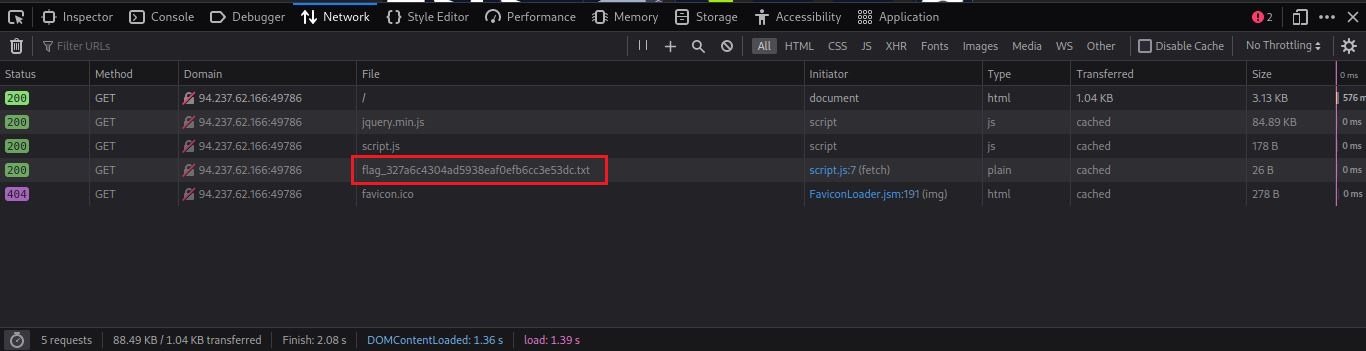 Inspector Console Debugger Network Style Editor Performance Memory Storage Accessibility Application 2
Filter URLs All HTML CSS JS XHR Fonts Images Media WS Other Disable Cache No Throttling
Status Method Domain File Initiator Type Transferred Size 0 ms
200 GET 94.237.62.166:49786 / document html 1.04 KB 3.13 KB 576 m
200 GET 94.237.62.166:49786 jquery.min.js script js cached 84.89 KB 0 ms
200 GET 94.237.62.166:49786 script.js script js cached 178 B 0 ms
200 GET 94.237.62.166:49786 flag_327a6c4304ad5938eaf0efb6cc3e53dc.txt script.js:7 (fetch) plain cached 26 B 0 ms
404 GET 94.237.62.166:49786 favicon.ico FaviconLoader.jsm:191 (img) html cached 278 B 0 ms
5 requests 88.49 KB / 1.04 KB transferred Finish: 2.08 s DOMContentLoaded: 1.36 s load: 1.39 s